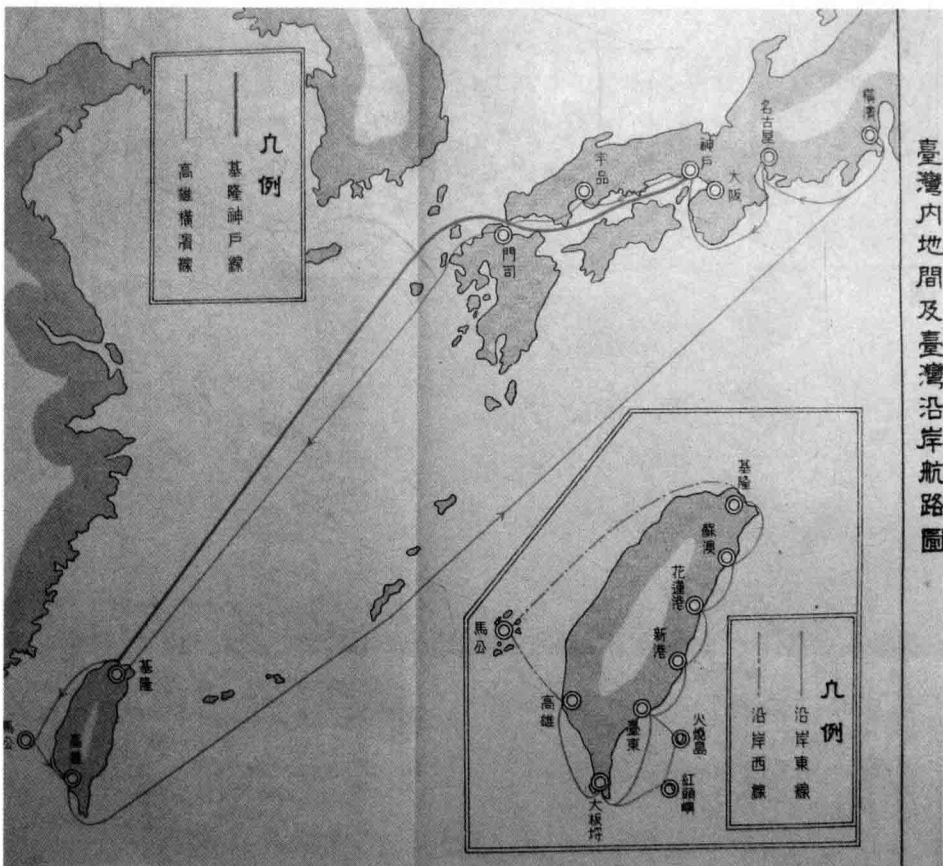 臺灣內地間及臺灣沿岸航路圖
凡例
基隆神戶線
高雄橫濱線
橫濱
名古屋
神戶
大阪
宇品
門司
基隆
馬公
高雄
基隆
蘇澳
花蓮港
新港
臺東
火燒島
紅頭嶼
大板埒
高雄
馬公
凡例
沿岸東線
沿岸西線